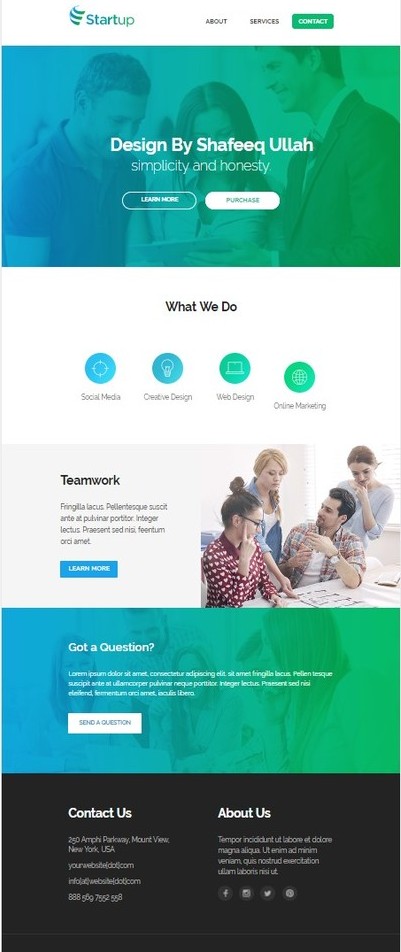 Startup
ABOUT
SERVICES
CONTACT
Design By Shafeeq Ullah
simplicity and honesty.
LEARN MORE
PURCHASE
What We Do
Social Media
Creative Design
Web Design
Online Marketing
Teamwork
Fringilla lacus. Pellentesque suscit
ante at pulvinar portitor. Integer
lectus. Praesent sed nisi, feentum
orci amet.
LEARN MORE
Got a Question?
Lorem ipsum dolor sit amet, consectetur adipiscing elit. sit amet fringilla lacus. Pellen tesque
suscipit ante at ullamcorper pulvinar neque porttitor. Integer lectus. Praesent sed nisi
eleifend, fermentum orci amet, iaculis libero.
SEND A QUESTION
Contact Us
250 Amphi Parkway, Mount View,
New York, USA
yourwebsite[dot]com
info[at]website[dot]com
888 569 7552 558
About Us
Tempor incididunt ut labore et dolore
magna aliqua. Ut enim ad minim
veniam, quis nostrud exercitation
ullam laboris nisi ut.